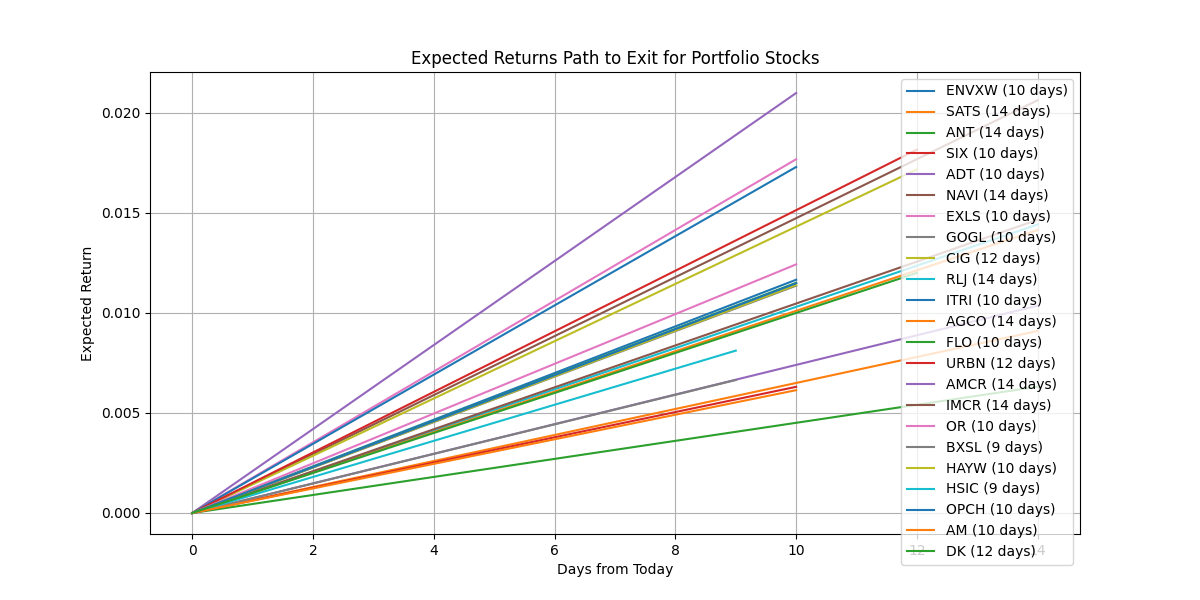 Expected Returns Path to Exit for Portfolio Stocks
Expected Return
0.020
0.015
0.010
0.005
0.000
0 2 4 6 8 10 12 14
Days from Today
ENVXW (10 days)
SATS (14 days)
ANT (14 days)
SIX (10 days)
ADT (10 days)
NAVI (14 days)
EXLS (10 days)
GOGL (10 days)
CIG (12 days)
RLJ (14 days)
ITRI (10 days)
AGCO (14 days)
FLO (10 days)
URBN (12 days)
AMCR (14 days)
IMCR (14 days)
OR (10 days)
BXSL (9 days)
HAYW (10 days)
HSIC (9 days)
OPCH (10 days)
AM (10 days)
DK (12 days)